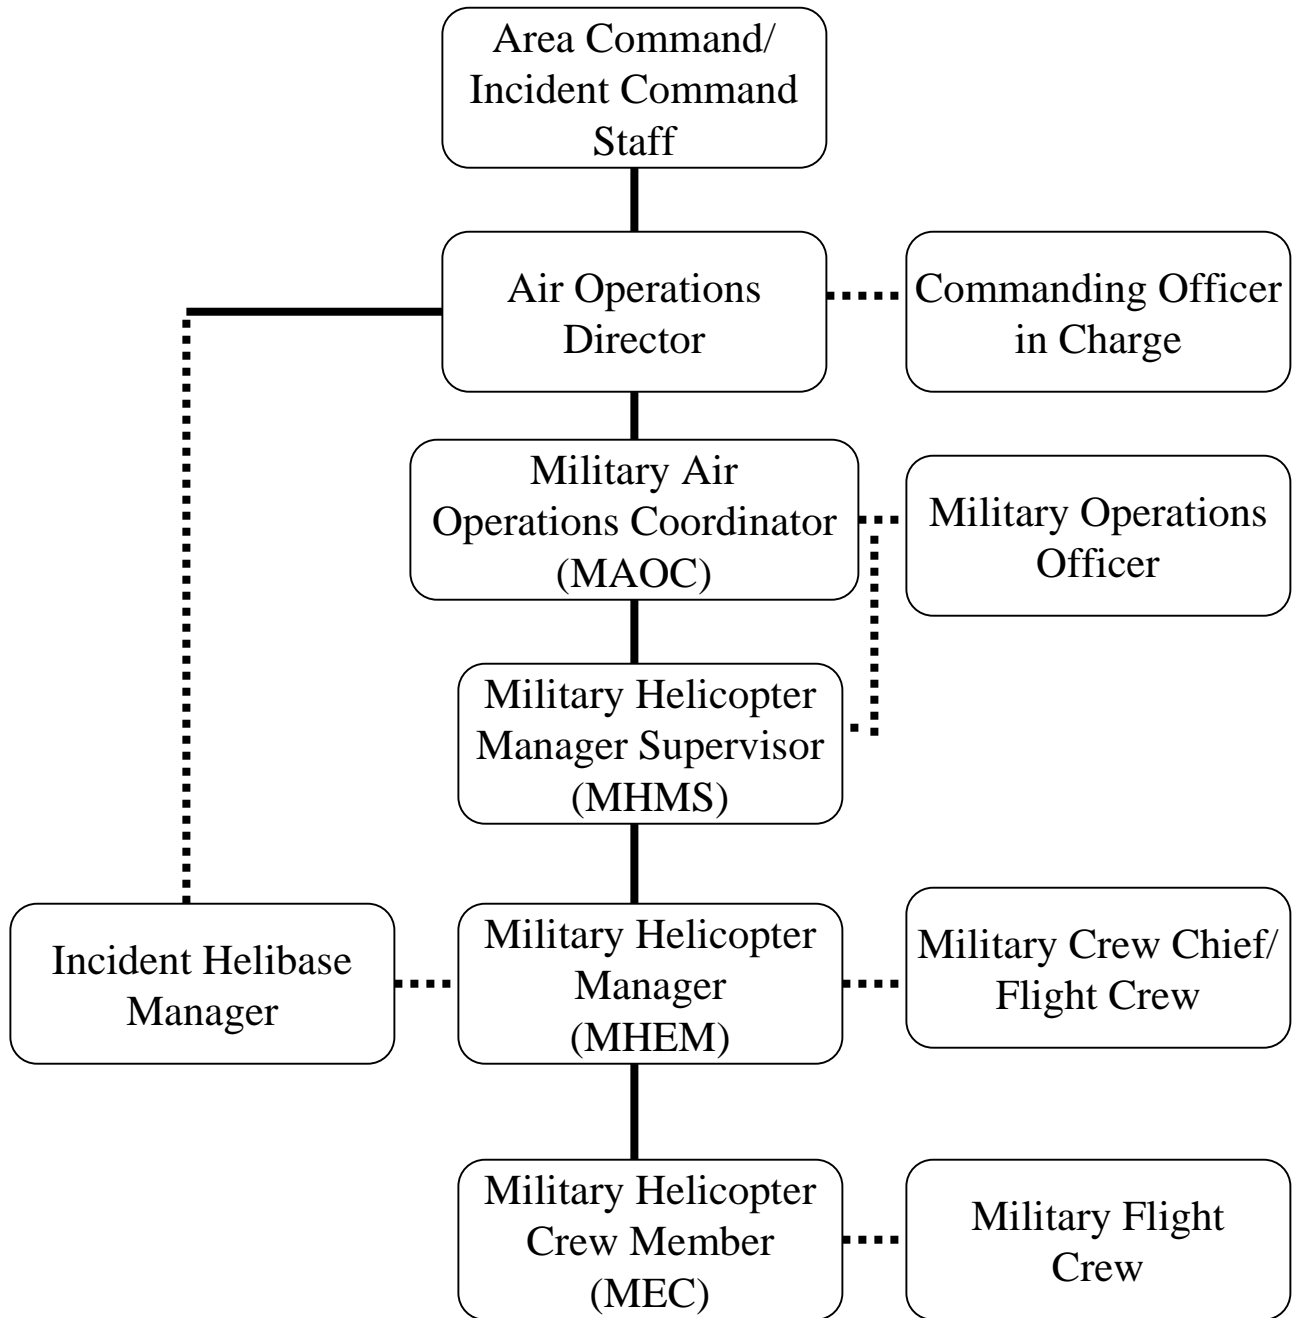 Area Command/
Incident Command
Staff
Air Operations
Director
Commanding Officer
in Charge
Military Air
Operations Coordinator
(MAOC)
Military Operations
Officer
Military Helicopter
Manager Supervisor
(MHMS)
Incident Helibase
Manager
Military Helicopter
Manager
(MHEM)
Military Crew Chief/
Flight Crew
Military Helicopter
Crew Member
(MEC)
Military Flight
Crew